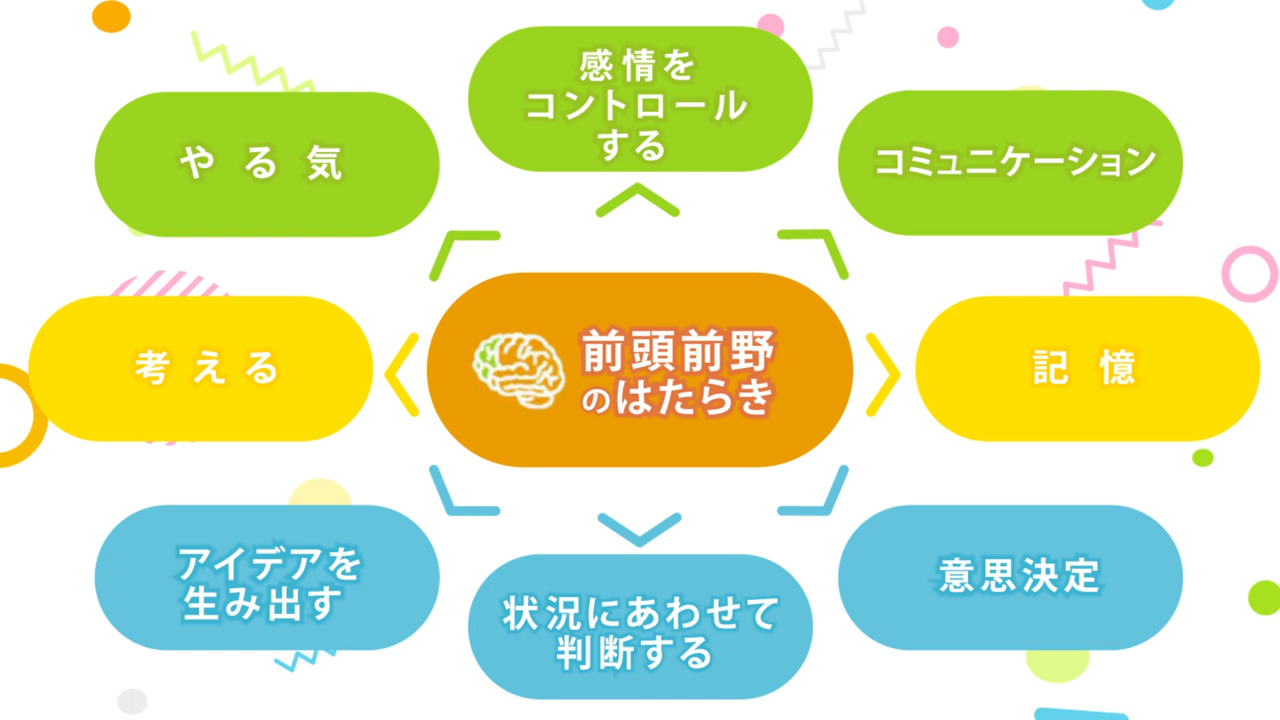 感情を
コントロール
する
やる気
コミュニケーション
考える
前頭前野
のはたらき
記憶
アイデアを
生み出す
状況にあわせて
判断する
意思決定